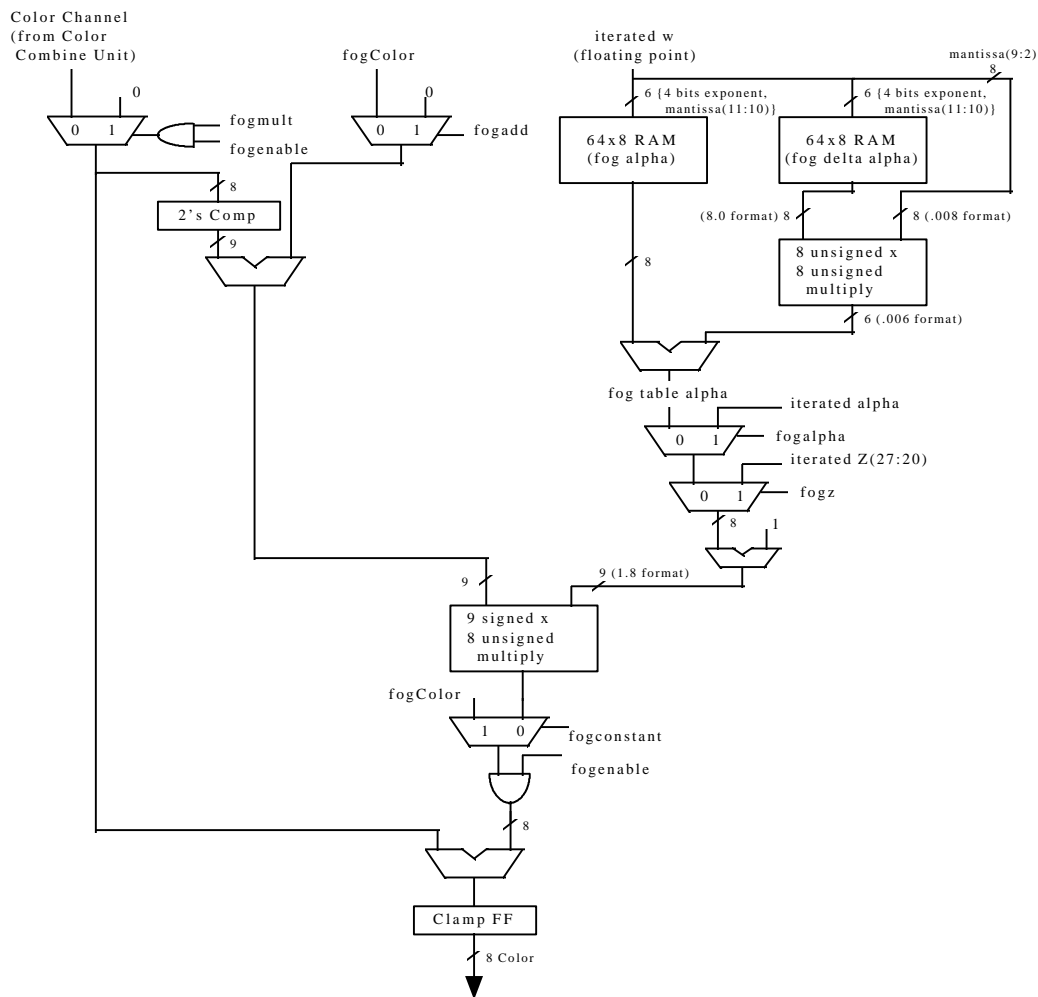 Color Channel
(from Color
Combine Unit)
0
0 1
fogmult
fogenable
8
2's Comp
9
fogColor
0
0 1
fogadd
iterated w
(floating point)
mantissa(9:2)
8
6 {4 bits exponent,
mantissa(11:10)}
6 {4 bits exponent,
mantissa(11:10)}
64x8 RAM
(fog alpha)
64x8 RAM
(fog delta alpha)
(8.0 format) 8
8 (.008 format)
8
8 unsigned x
8 unsigned
multiply
6 (.006 format)
fog table alpha
iterated alpha
0 1
fogalpha
iterated Z(27:20)
0 1
fogz
8
1
9
9 (1.8 format)
9 signed x
8 unsigned
multiply
fogColor
1 0
fogconstant
fogenable
8
Clamp FF
8 Color